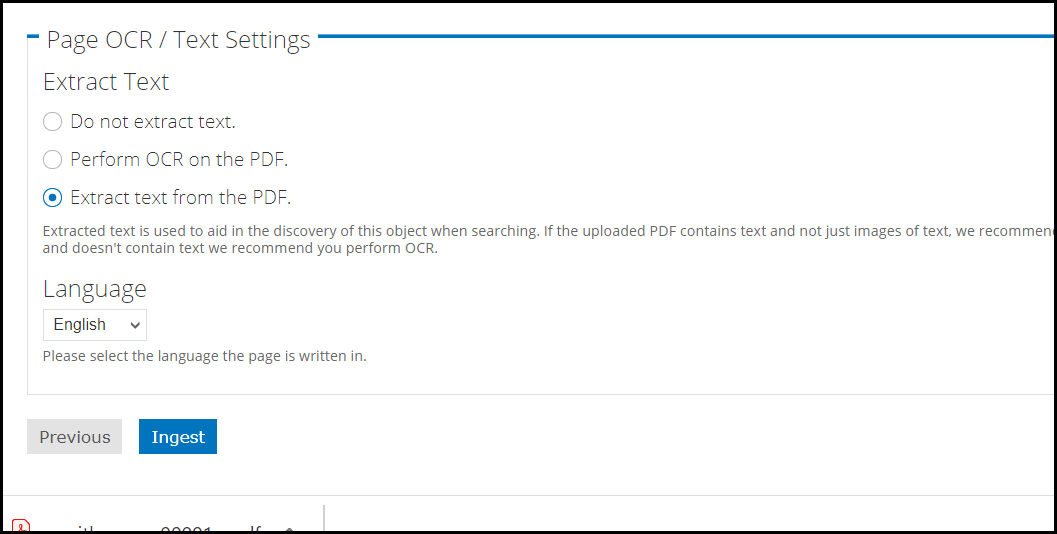 Page OCR / Text Settings
Extract Text
Do not extract text.
Perform OCR on the PDF.
Extract text from the PDF.
Extracted text is used to aid in the discovery of this object when searching. If the uploaded PDF contains text and not just images of text, we recommend
and doesn't contain text we recommend you perform OCR.
Language
English
Please select the language the page is written in.
Previous
Ingest